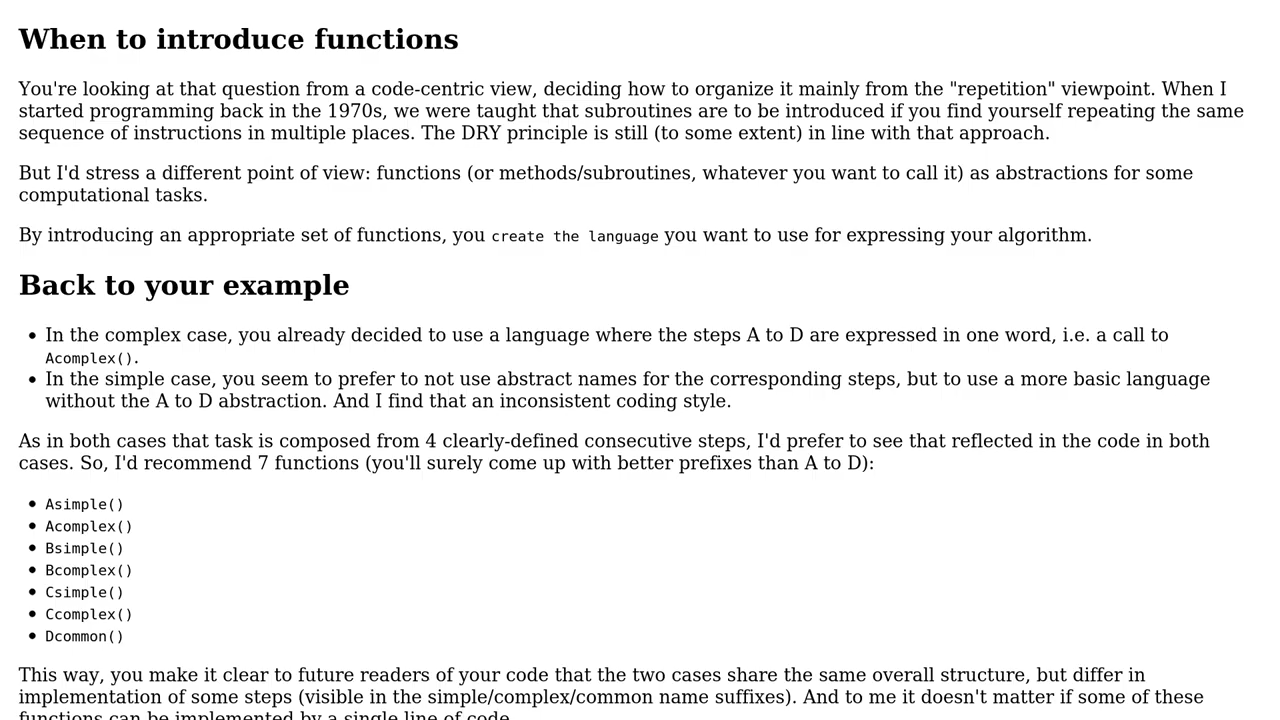 When to introduce functions
You're looking at that question from a code-centric view, deciding how to organize it mainly from the "repetition" viewpoint. When I
started programming back in the 1970s, we were taught that subroutines are to be introduced if you find yourself repeating the same
sequence of instructions in multiple places. The DRY principle is still (to some extent) in line with that approach.
But I'd stress a different point of view: functions (or methods/subroutines, whatever you want to call it) as abstractions for some
computational tasks.
By introducing an appropriate set of functions, you create the language you want to use for expressing your algorithm.
Back to your example
• In the complex case, you already decided to use a language where the steps A to D are expressed in one word, i.e. a call to
Acomplex().
• In the simple case, you seem to prefer to not use abstract names for the corresponding steps, but to use a more basic language
without the A to D abstraction. And I find that an inconsistent coding style.
As in both cases that task is composed from 4 clearly-defined consecutive steps, I'd prefer to see that reflected in the code in both
cases. So, I'd recommend 7 functions (you'll surely come up with better prefixes than A to D):
• Asimple()
• Acomplex()
• Bsimple()
• Bcomplex()
• Csimple()
• Ccomplex()
• Dcommon()
This way, you make it clear to future readers of your code that the two cases share the same overall structure, but differ in
implementation of some steps (visible in the simple/complex/common name suffixes). And to me it doesn't matter if some of these
functions can be implemented by a single line of code.